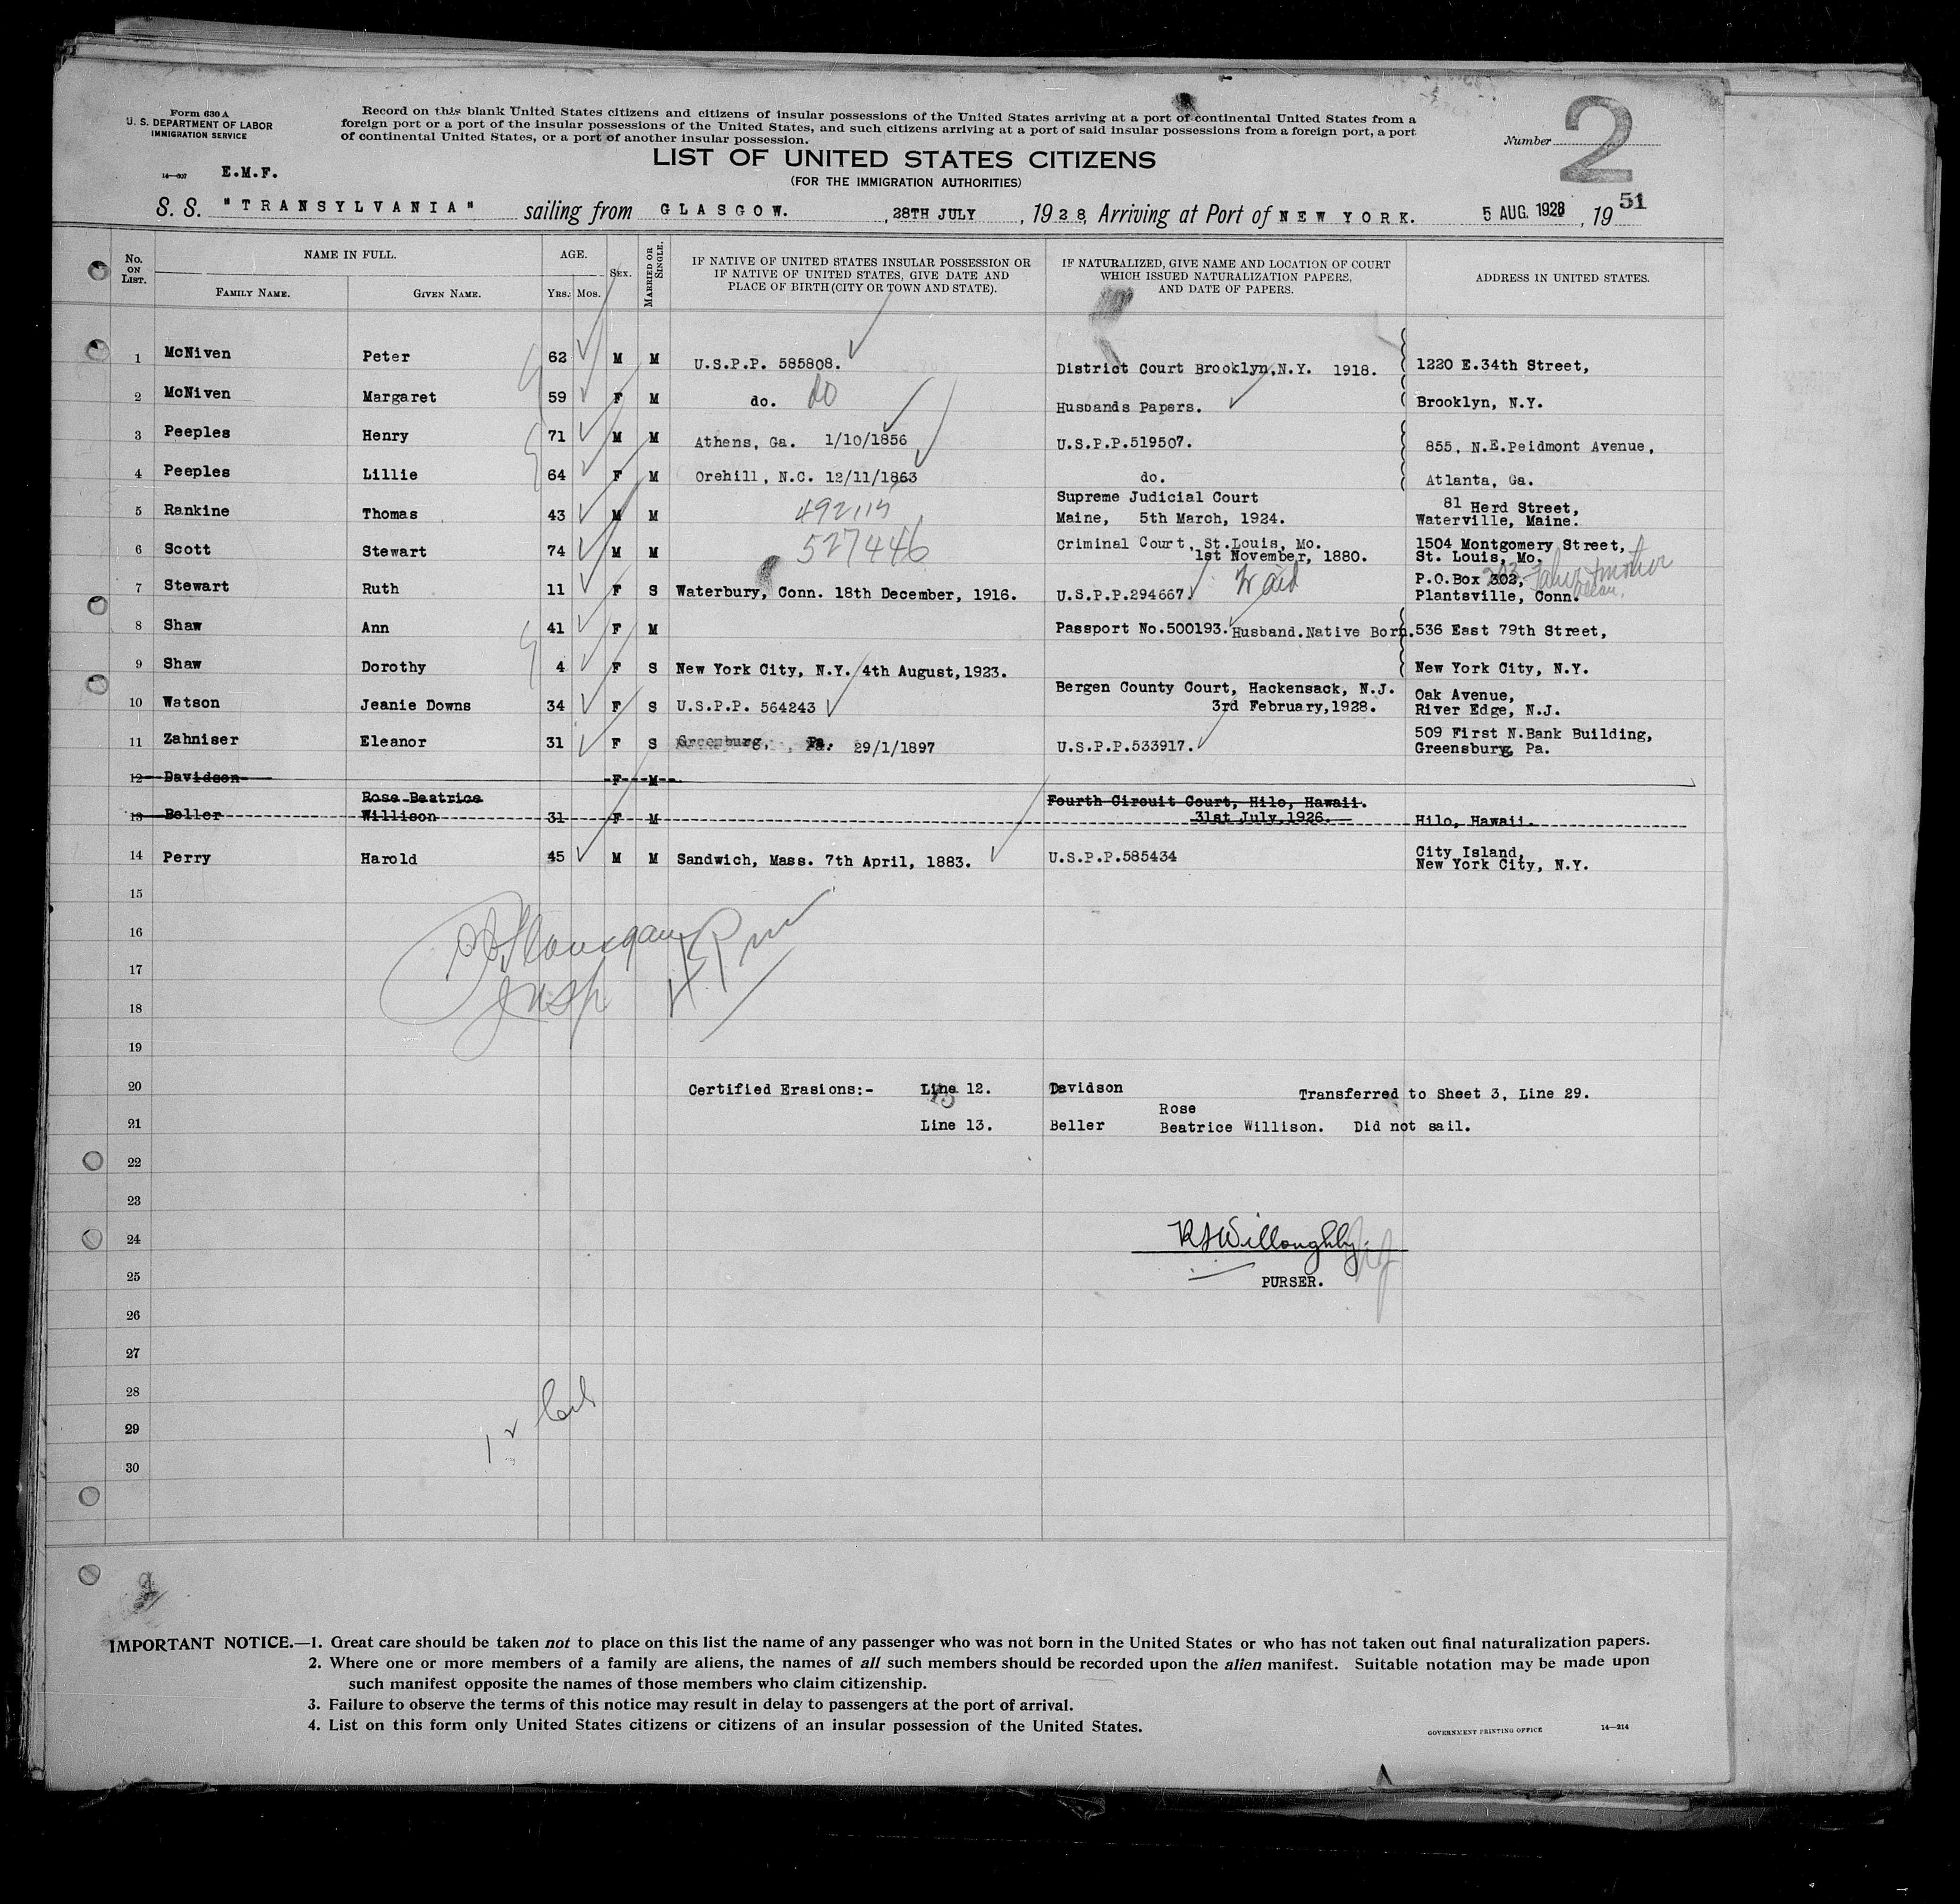 Form 630 A
U. S. DEPARTMENT OF LABOR
IMMIGRATION SERVICE
Record on this blank United States citizens and citizens of insular possessions of the United States arriving at a port of continental United States from a
foreign port or a port of the insular possessions of the United States, and such citizens arriving at a port of said insular possessions from a foreign port, a port
of continental United States, or a port of another insular possession.
Number 2
LIST OF UNITED STATES CITIZENS
(FOR THE IMMIGRATION AUTHORITIES)
E.M.F.
S. S. "TRANSYLVANIA" sailing from GLASGOW. , 28TH JULY , 1928, Arriving at Port of NEW YORK. 5 AUG. 1928 , 19 51
No. ON LIST. NAME IN FULL. AGE. SEX. MARRIED OR SINGLE. IF NATIVE OF UNITED STATES INSULAR POSSESSION OR IF NATIVE OF UNITED STATES, GIVE DATE AND PLACE OF BIRTH (CITY OR TOWN AND STATE). IF NATURALIZED, GIVE NAME AND LOCATION OF COURT WHICH ISSUED NATURALIZATION PAPERS, AND DATE OF PAPERS. ADDRESS IN UNITED STATES.
FAMILY NAME. GIVEN NAME. YRS. MOS.
1 McNiven Peter 62 M M U.S.P.P. 585808. District Court Brooklyn,N.Y. 1918. 1220 E.34th Street,
2 McNiven Margaret 59 F M do. do Husbands Papers. Brooklyn, N.Y.
3 Peeples Henry 71 M M Athens, Ga. 1/10/1856 U.S.P.P.519507. 855, N.E.Peidmont Avenue,
4 Peeples Lillie 64 F M Orehill, N.C. 12/11/1863 do. Atlanta, Ga.
5 Rankine Thomas 43 M M Supreme Judicial Court Maine, 5th March, 1924. 81 Herd Street, Waterville, Maine.
6 Scott Stewart 74 M M 527446 Criminal Court, St.Louis, Mo. 1st November, 1880. 1504 Montgomery Street, St. Louis, Mo.
7 Stewart Ruth 11 F S Waterbury, Conn. 18th December, 1916. U.S.P.P.294667. P.O.Box 302, Plantsville, Conn.
8 Shaw Ann 41 F M Passport No.500193. Husband.Native Born. 536 East 79th Street,
9 Shaw Dorothy 4 F S New York City, N.Y. 4th August,1923. New York City, N.Y.
10 Watson Jeanie Downs 34 F S U.S.P.P. 564243 Bergen County Court, Hackensack, N.J. 3rd February,1928. Oak Avenue, River Edge, N.J.
11 Zahniser Eleanor 31 F S Greenburg, Pa. 29/1/1897 U.S.P.P.533917. 509 First N.Bank Building, Greensburg, Pa.
12 Davidson F M
13 Beller Rose Beatrice Willison 31 F M Fourth Circuit Court, Hilo, Hawaii. 31st July,1926. Hilo, Hawaii.
14 Perry Harold 45 M M Sandwich, Mass. 7th April, 1883. U.S.P.P.585434 City Island, New York City, N.Y.
15
16
17
18 Insp
19
20 Certified Erasions:- Line 12. Davidson Transferred to Sheet 3, Line 29.
21 Line 13. Beller Rose Beatrice Willison. Did not sail.
22
23
24 Willoughby.
25 PURSER.
26
27
28
29
30
IMPORTANT NOTICE.—1. Great care should be taken not to place on this list the name of any passenger who was not born in the United States or who has not taken out final naturalization papers.
2. Where one or more members of a family are aliens, the names of all such members should be recorded upon the alien manifest. Suitable notation may be made upon
such manifest opposite the names of those members who claim citizenship.
3. Failure to observe the terms of this notice may result in delay to passengers at the port of arrival.
4. List on this form only United States citizens or citizens of an insular possession of the United States.
GOVERNMENT PRINTING OFFICE 14—214